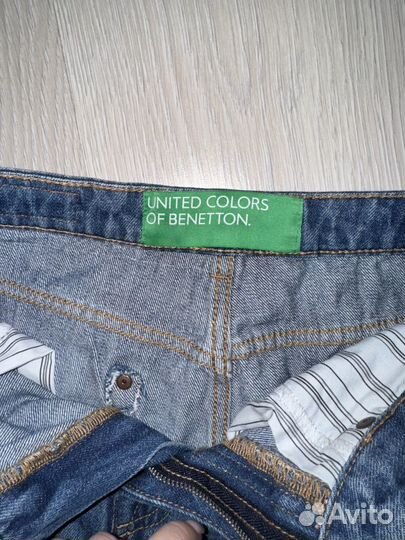 UNITED COLORS
OF BENETTON.
Avito